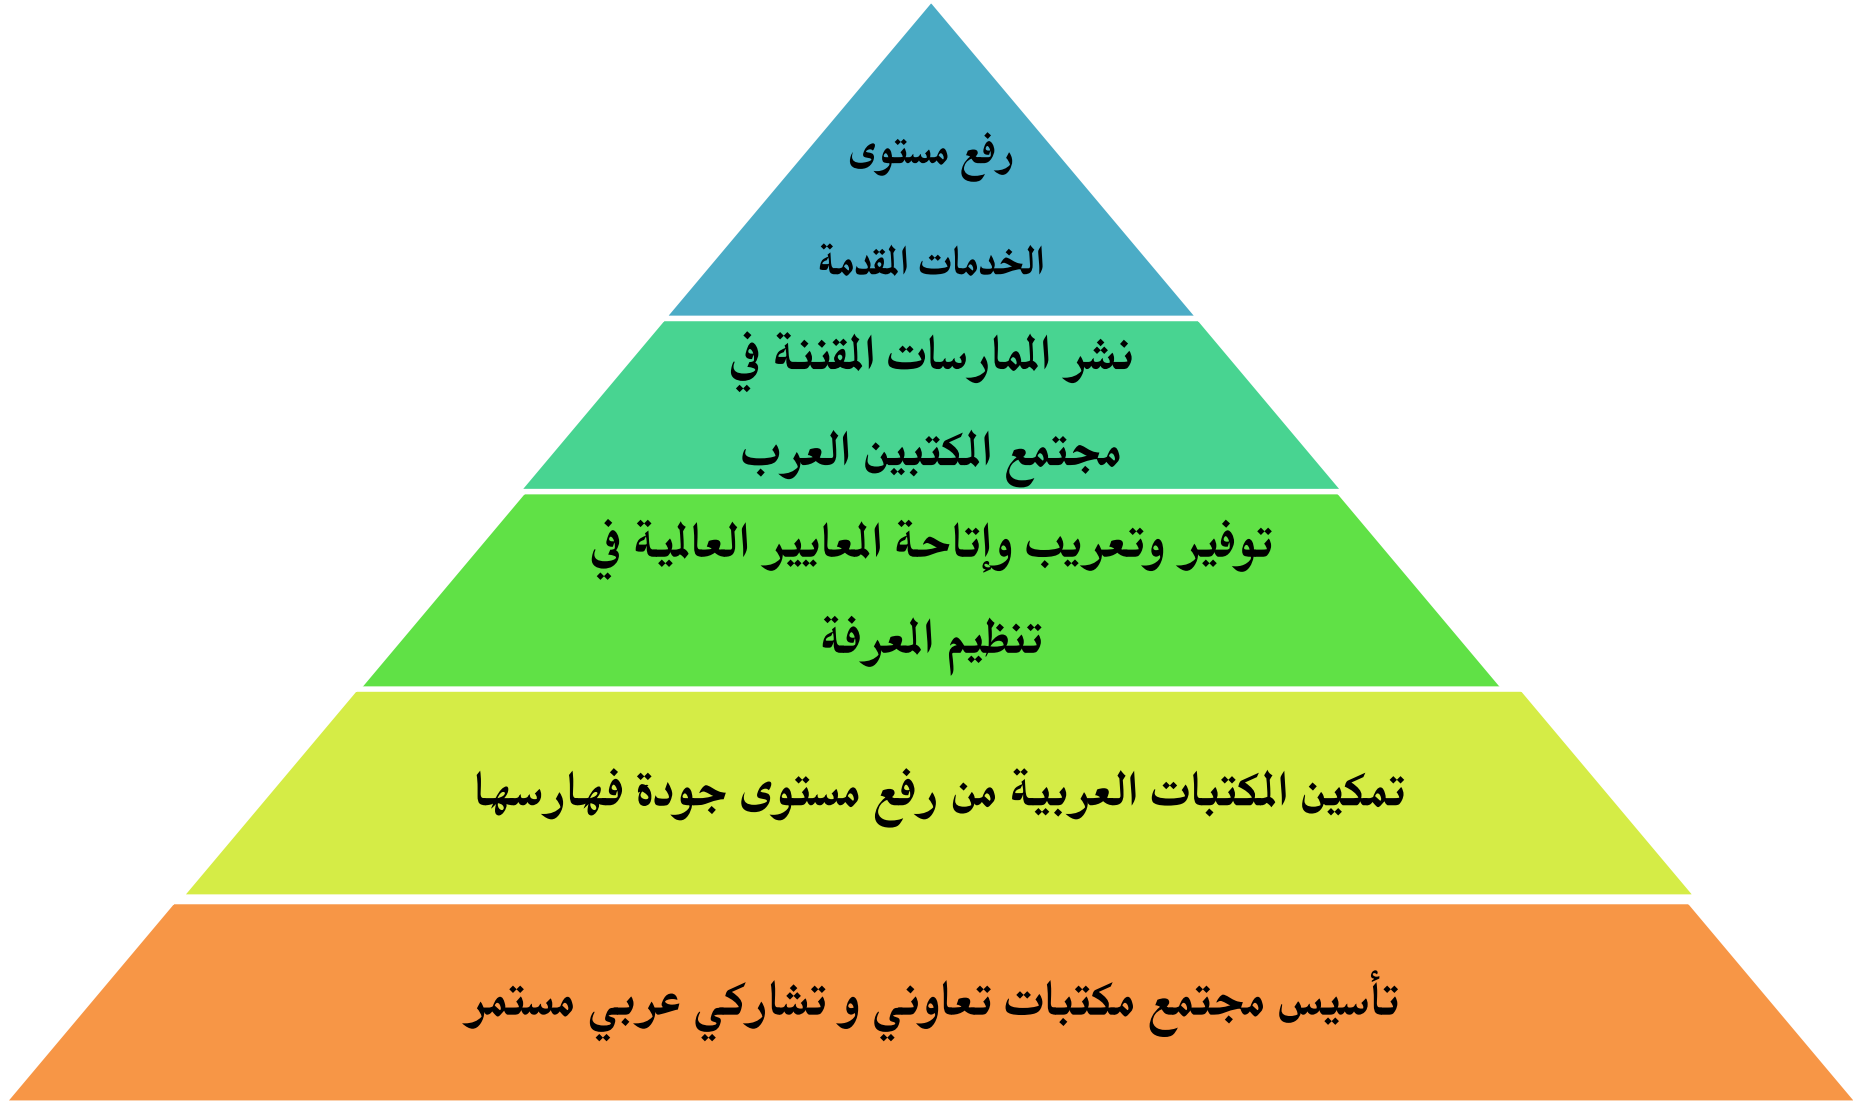 رفع مستوى
الخدمات المقدمة
نشر الممارسات المقننة في
مجتمع المكتبين العرب
توفير وتعريب وإتاحة المعايير العالمية في
تنظيم المعرفة
تمكين المكتبات العربية من رفع مستوى جودة فهارسها
تأسيس مجتمع مكتبات تعاوني و تشاركي عربي مستمر